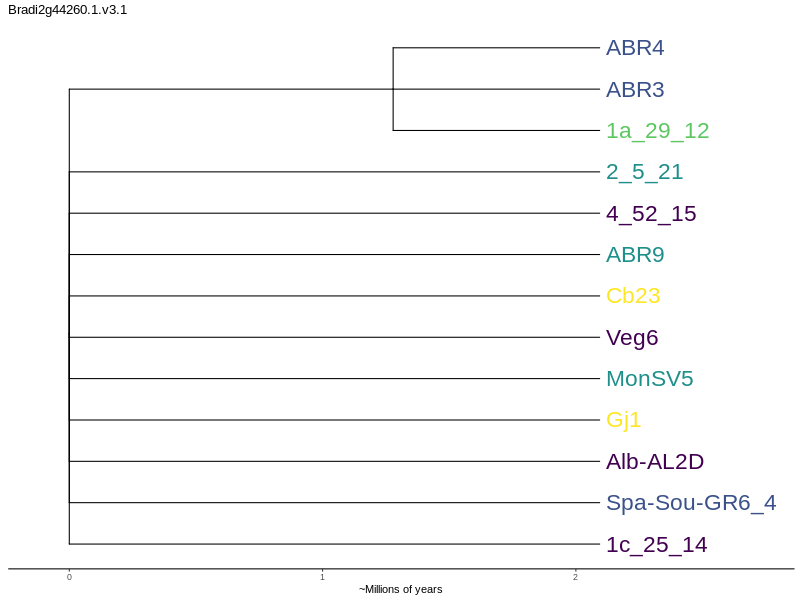 Bradi2g44260.1.v3.1
ABR4
ABR3
1a_29_12
2_5_21
4_52_15
ABR9
Cb23
Veg6
MonSV5
Gj1
Alb-AL2D
Spa-Sou-GR6_4
1c_25_14
0 1 2
~Millions of years